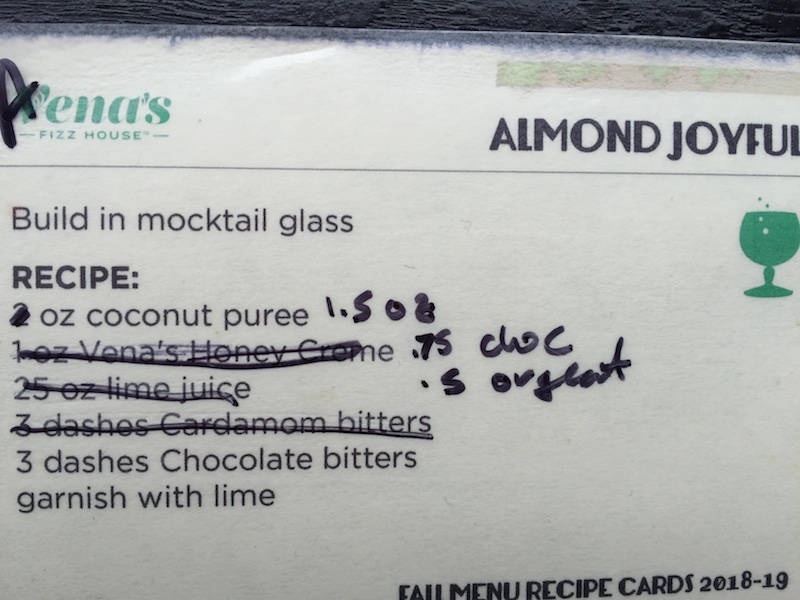 A
Vena's
FIZZ HOUSE™
ALMOND JOYFUL
Build in mocktail glass
RECIPE:
2 oz coconut puree 1.5 oz
1 oz Vena's Honey Creme .75 choc
25 oz lime juice .5 orgeat
3 dashes Cardamom bitters
3 dashes Chocolate bitters
garnish with lime
FALL MENU RECIPE CARDS 2018-19